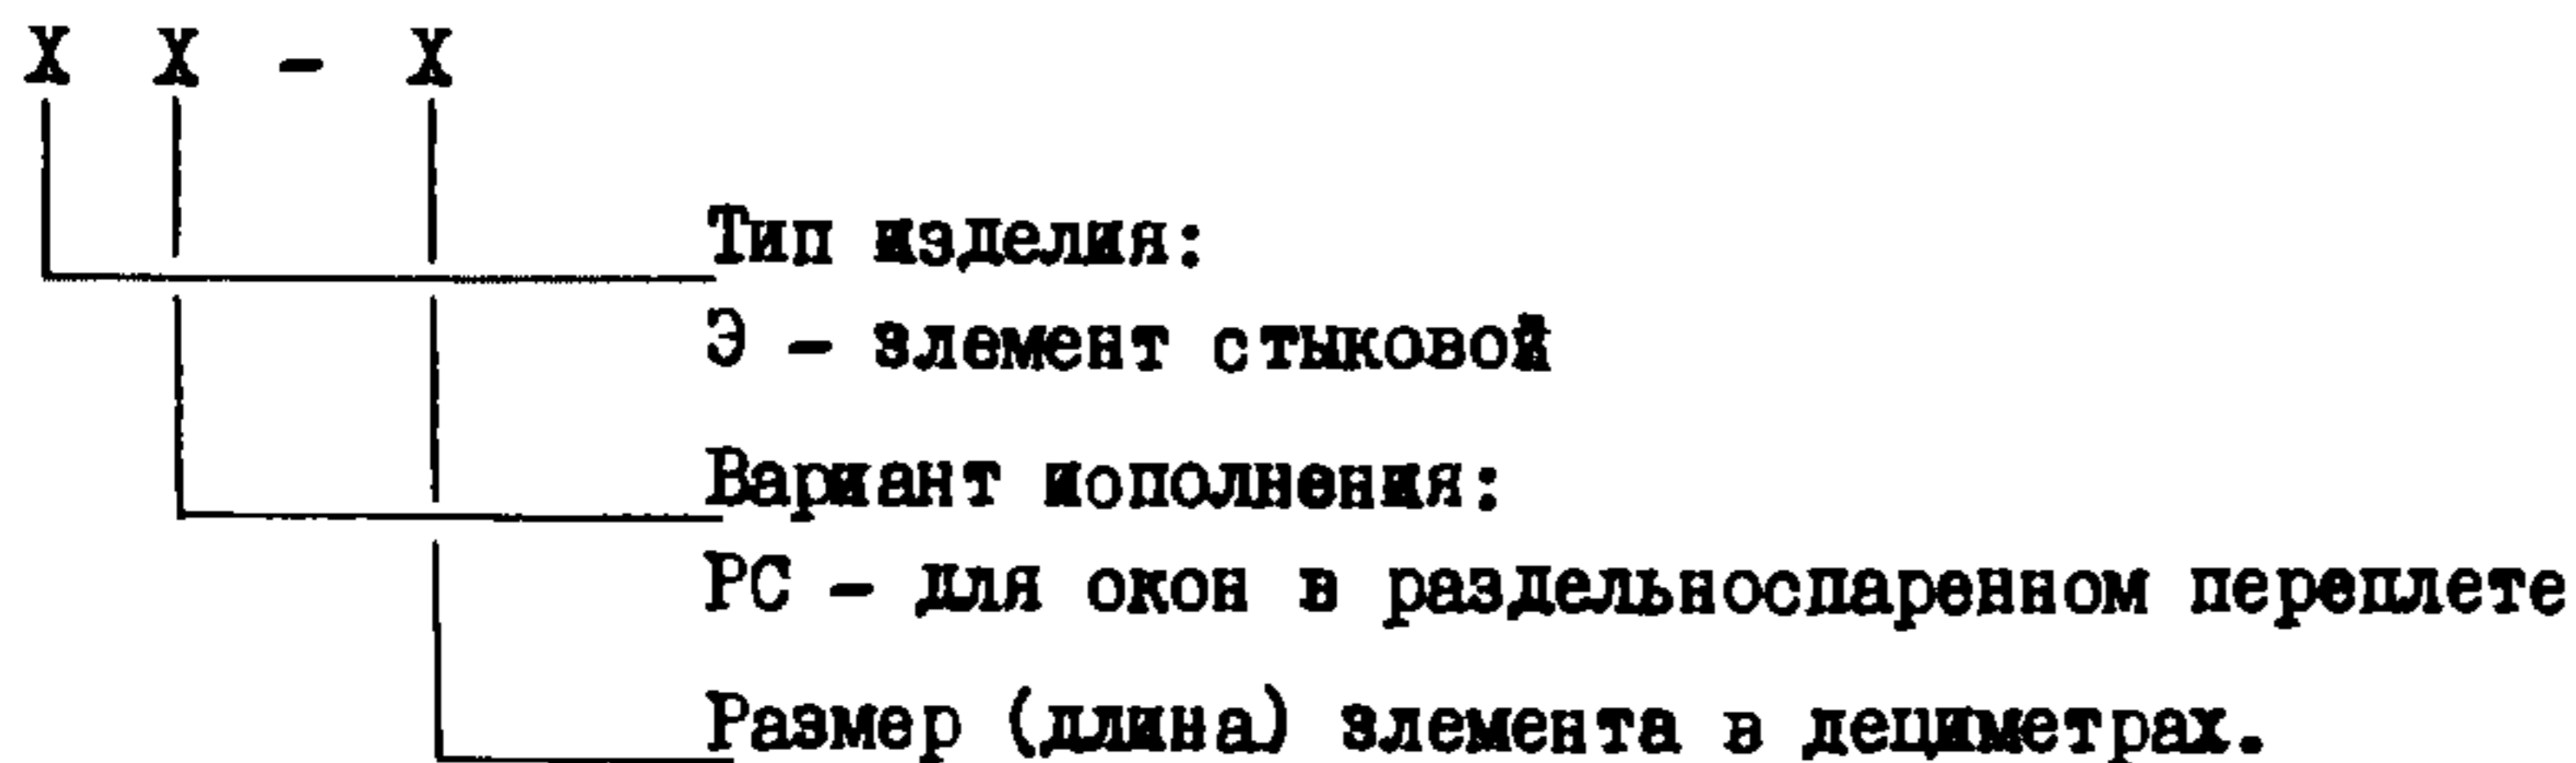 Х Х - Х
Тип изделия:
Э - элемент стыковой
Вариант исполнения:
РС - для окон в раздельноспаренном переплете
Размер (длина) элемента в дециметрах.